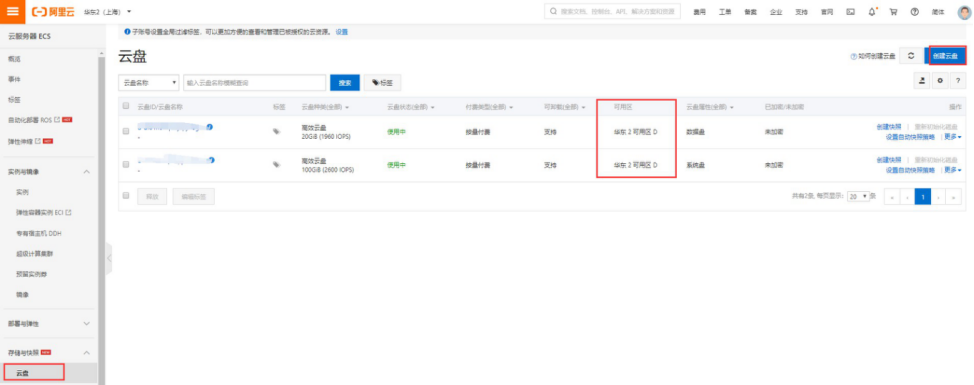 阿里云
华东2（上海）
搜索文档、控制台、API、解决方案和资源
费用
工单
备案
企业
支持
官网
简体
云服务器 ECS
子账号设置全局过滤标签，可以更加方便的查看和管理已被授权的云资源。 设置
概览
事件
标签
自动化部署 ROS
弹性伸缩
实例与镜像
实例
弹性容器实例 ECI
专有宿主机 DDH
超级计算集群
预留实例券
镜像
部署与弹性
存储与快照
云盘
云盘
如何创建云盘
创建云盘
云盘名称
输入云盘名称模糊查询
搜索
标签
云盘ID/云盘名称
标签
云盘种类(全部)
云盘状态(全部)
付费类型(全部)
可卸载(全部)
可用区
云盘属性(全部)
已加密/未加密
操作
高效云盘
20GiB (1960 IOPS)
使用中
按量付费
支持
华东 2 可用区 D
数据盘
未加密
创建快照 | 重新初始化磁盘
设置自动快照策略 | 更多
-
高效云盘
100GiB (2600 IOPS)
使用中
按量付费
支持
华东 2 可用区 D
系统盘
未加密
创建快照 | 重新初始化磁盘
设置自动快照策略 | 更多
-
释放
编辑标签
共有2条, 每页显示: 20 条
« ‹ 1 › »